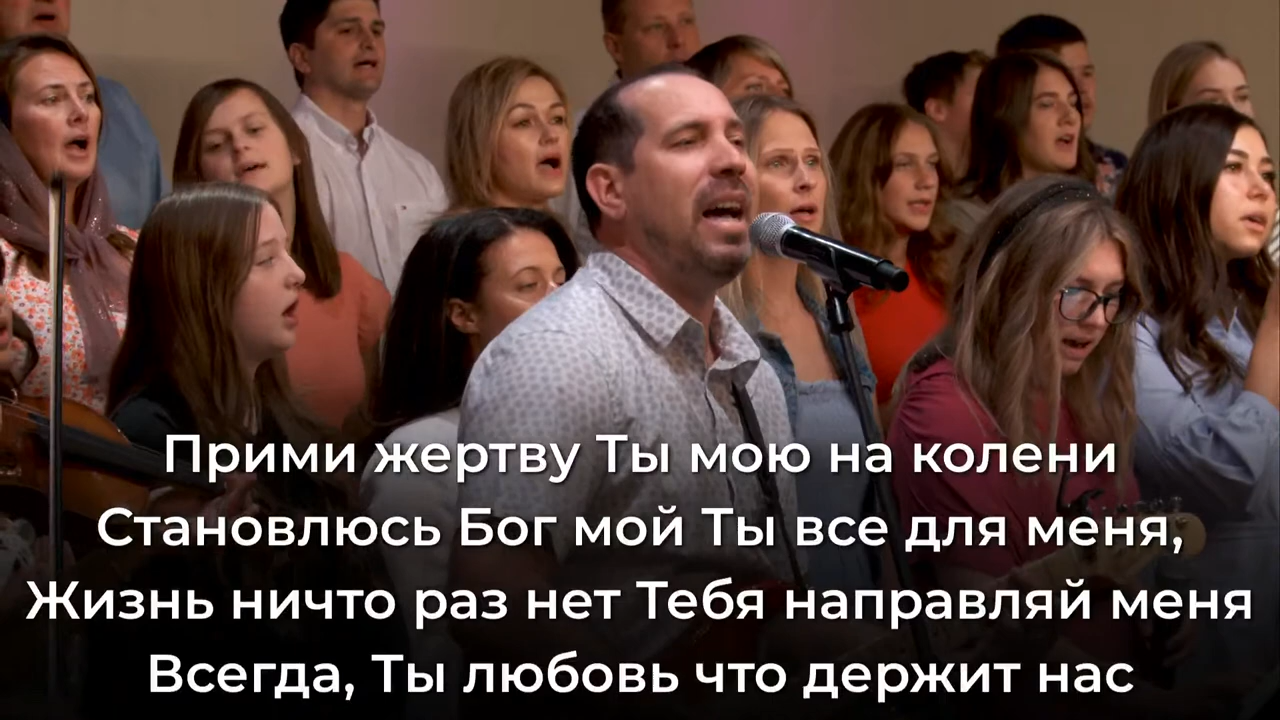 Прими жертву Ты мою на колени
Становлюсь Бог мой Ты все для меня,
Жизнь ничто раз нет Тебя направляй меня
Всегда, Ты любовь что держит нас